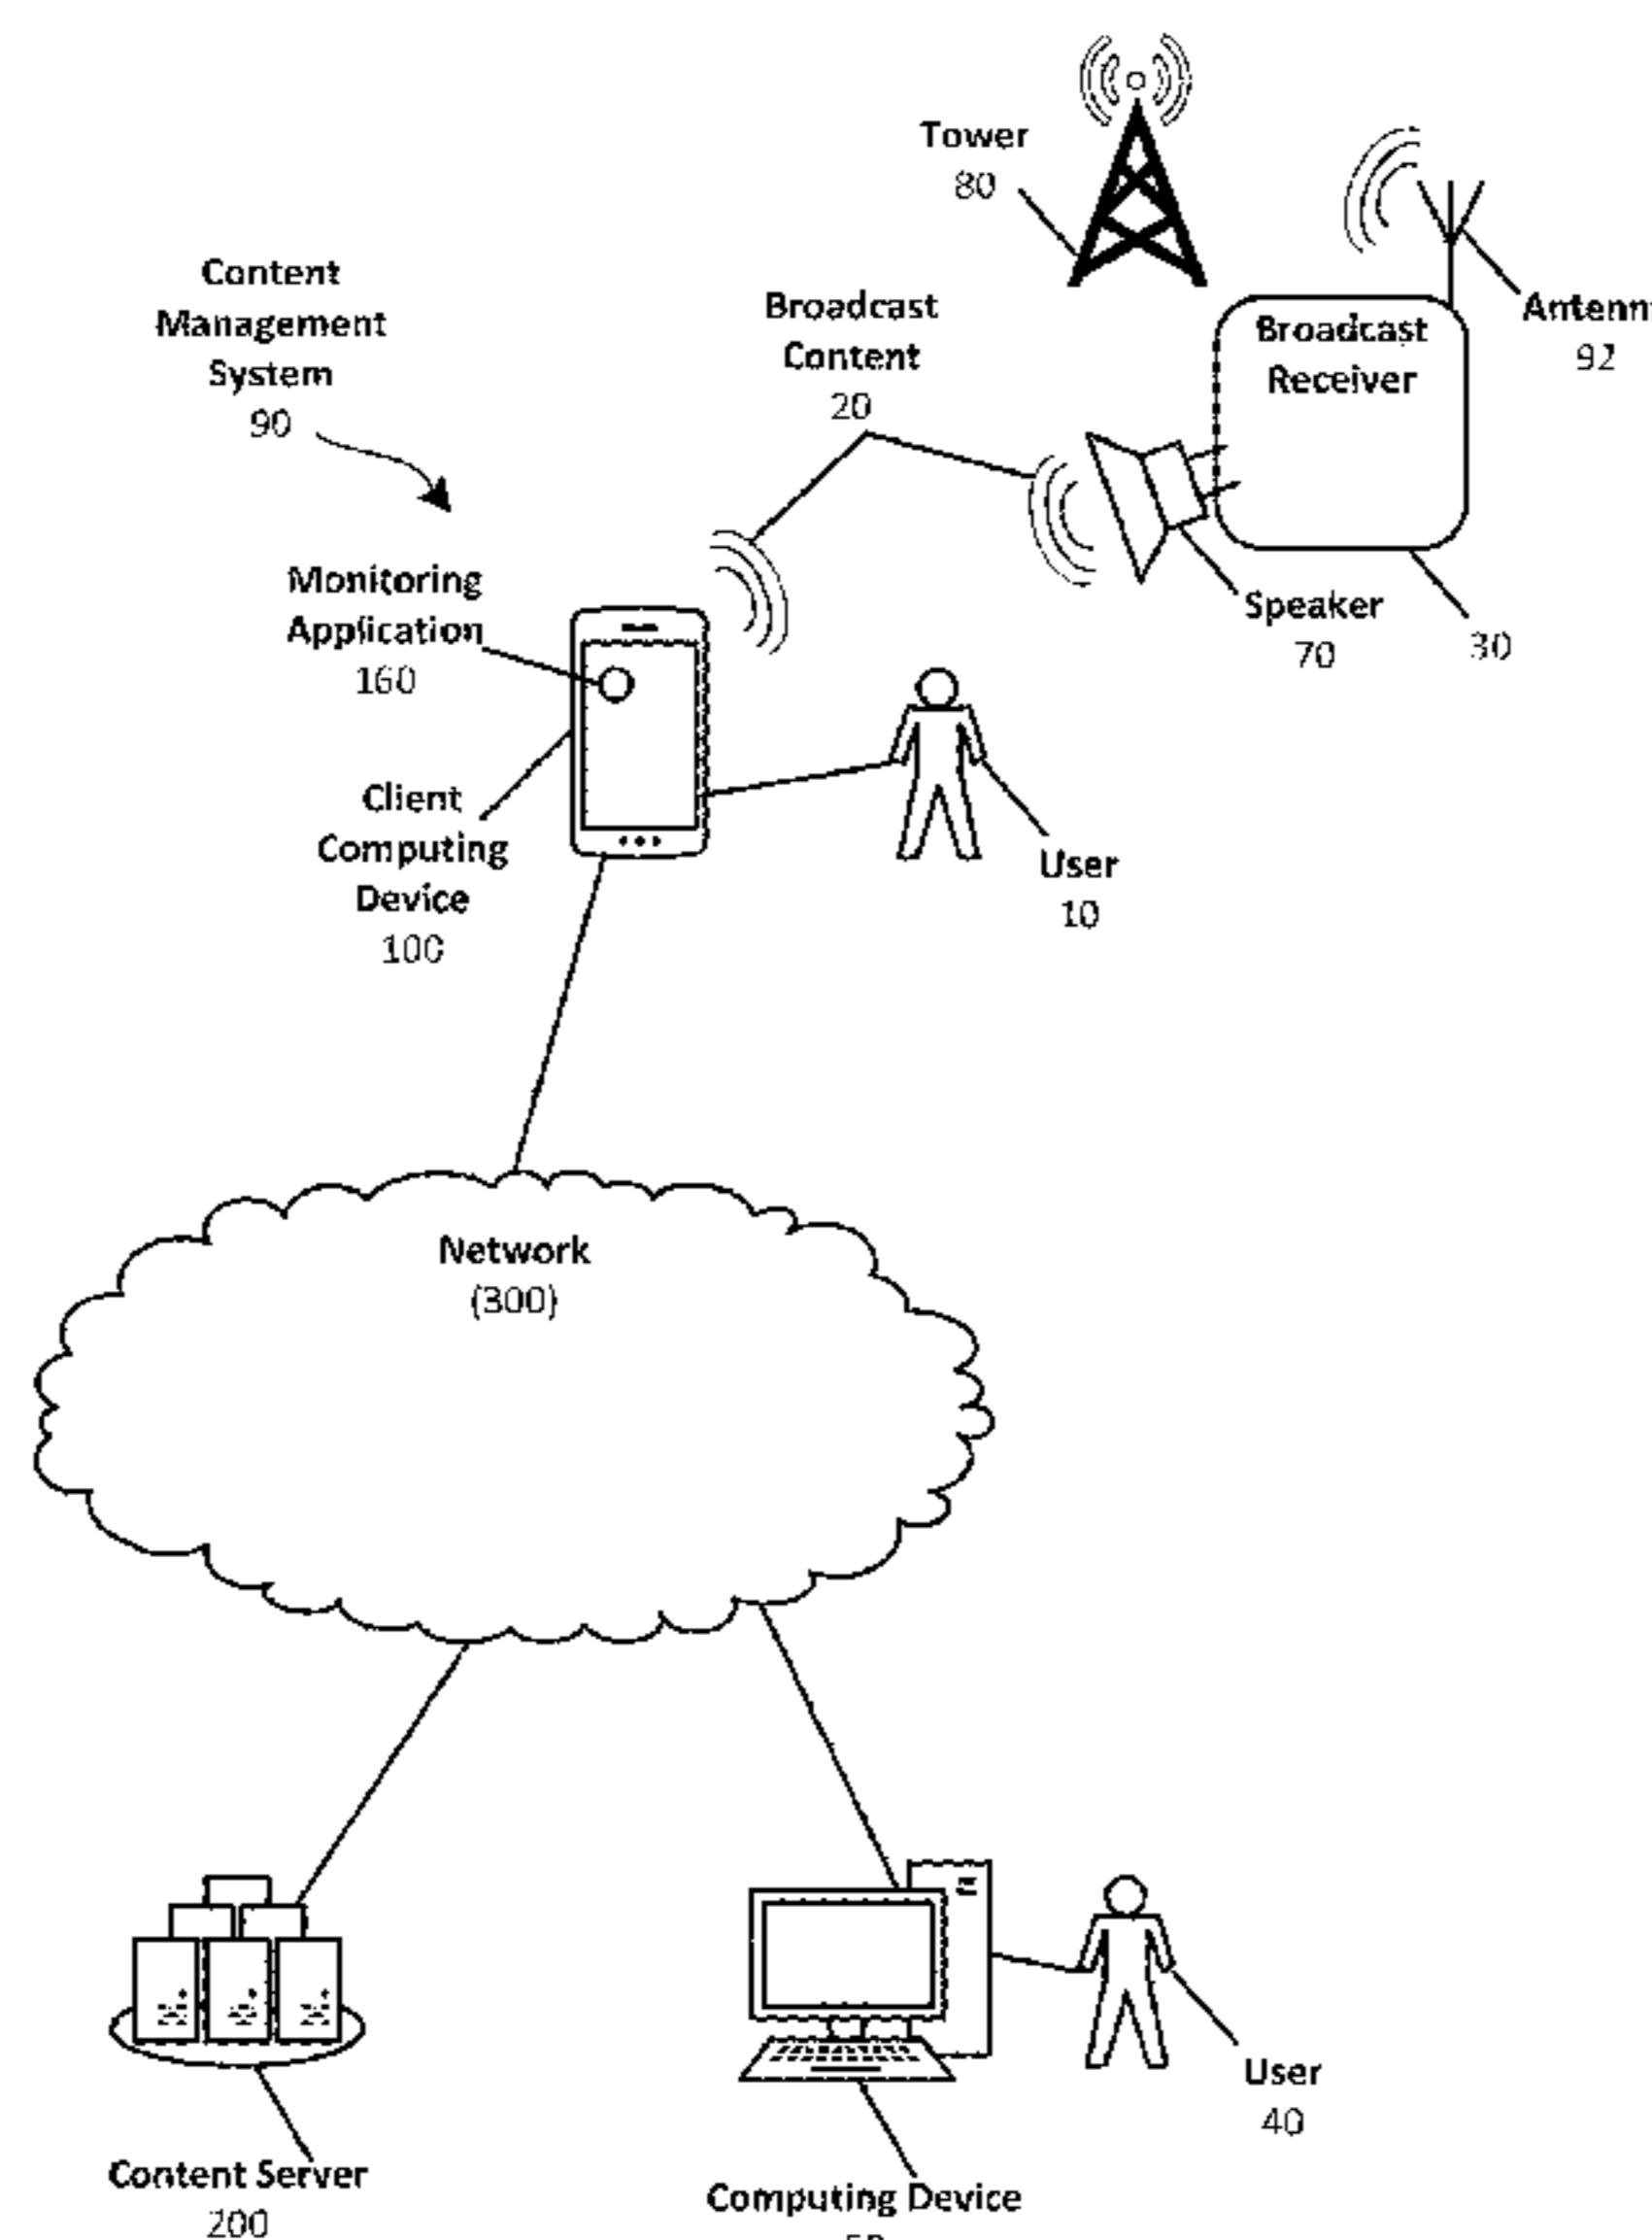 Tower
80
Content
Management
System
90
Broadcast
Content
20
Broadcast
Receiver
Antenn
92
Monitoring
Application
160
Speaker
70
30
Client
Computing
Device
100
User
10
Network
(300)
User
40
Content Server
200
Computing Device